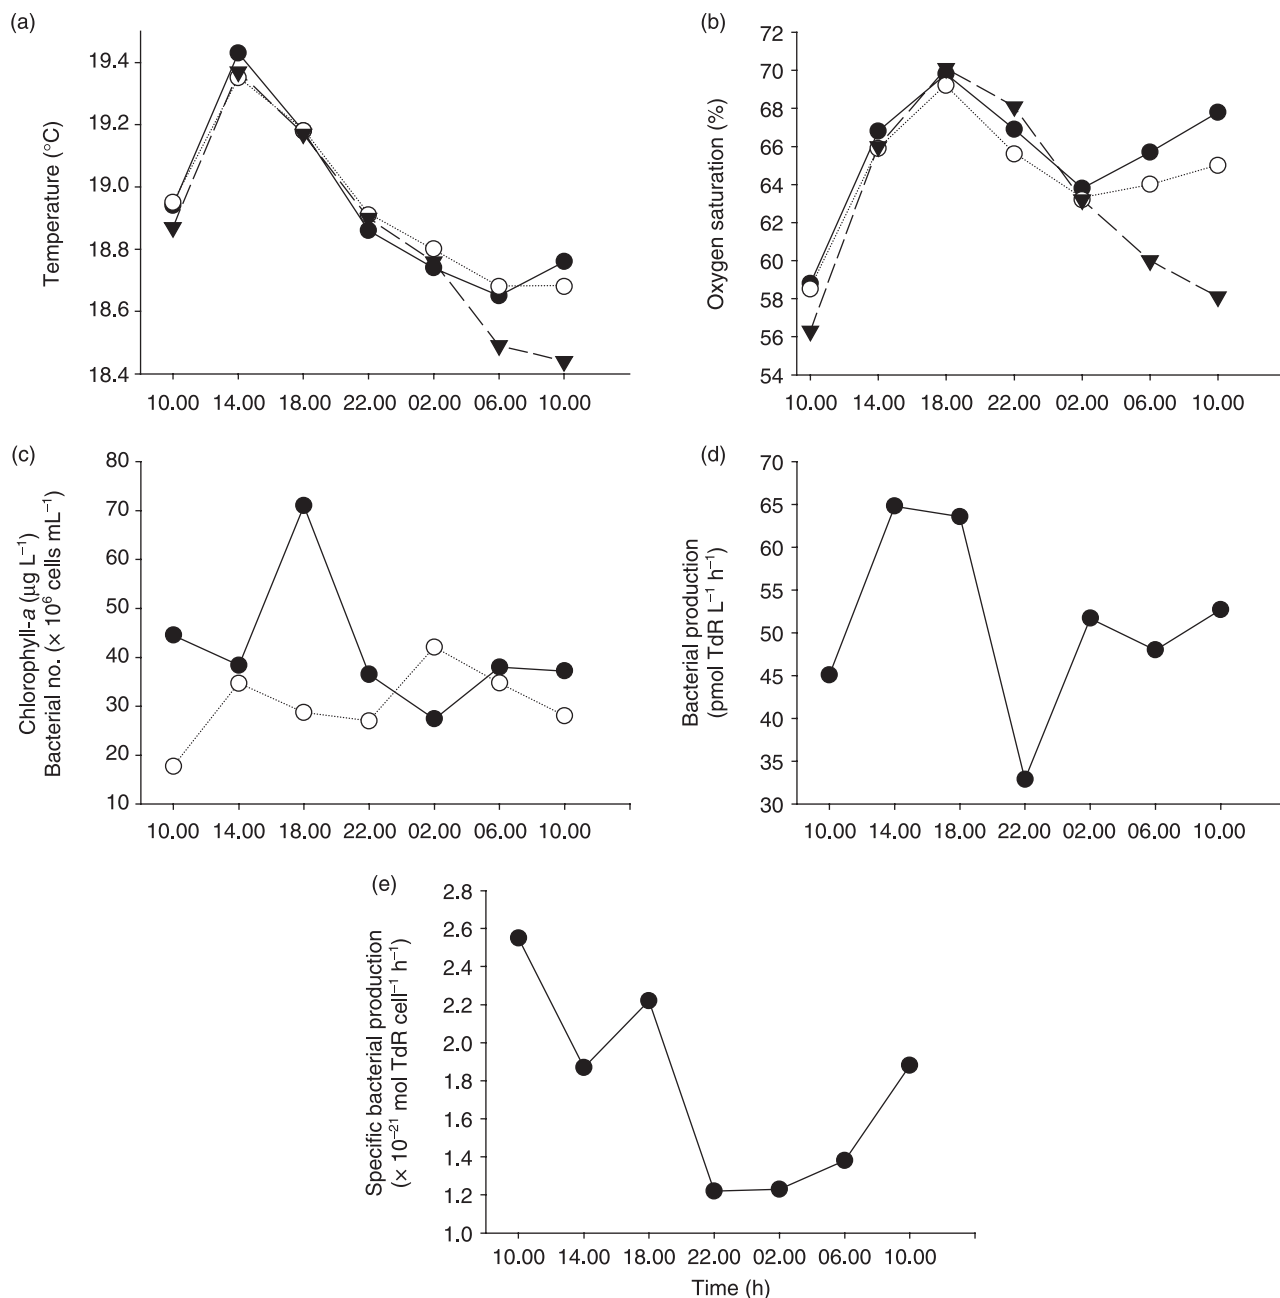 (a)
Temperature (°C)
19.4
19.2
19.0
18.8
18.6
18.4
10.00 14.00 18.00 22.00 02.00 06.00 10.00
(b)
Oxygen saturation (%)
72
70
68
66
64
62
60
58
56
54
10.00 14.00 18.00 22.00 02.00 06.00 10.00
(c)
Chlorophyll-a (μg L⁻¹)
Bacterial no. (× 10⁶ cells mL⁻¹)
80
70
60
50
40
30
20
10
10.00 14.00 18.00 22.00 02.00 06.00 10.00
(d)
Bacterial production
(pmol TdR L⁻¹ h⁻¹)
70
65
60
55
50
45
40
35
30
10.00 14.00 18.00 22.00 02.00 06.00 10.00
(e)
Specific bacterial production
(× 10⁻²¹ mol TdR cell⁻¹ h⁻¹)
2.8
2.6
2.4
2.2
2.0
1.8
1.6
1.4
1.2
1.0
10.00 14.00 18.00 22.00 02.00 06.00 10.00
Time (h)